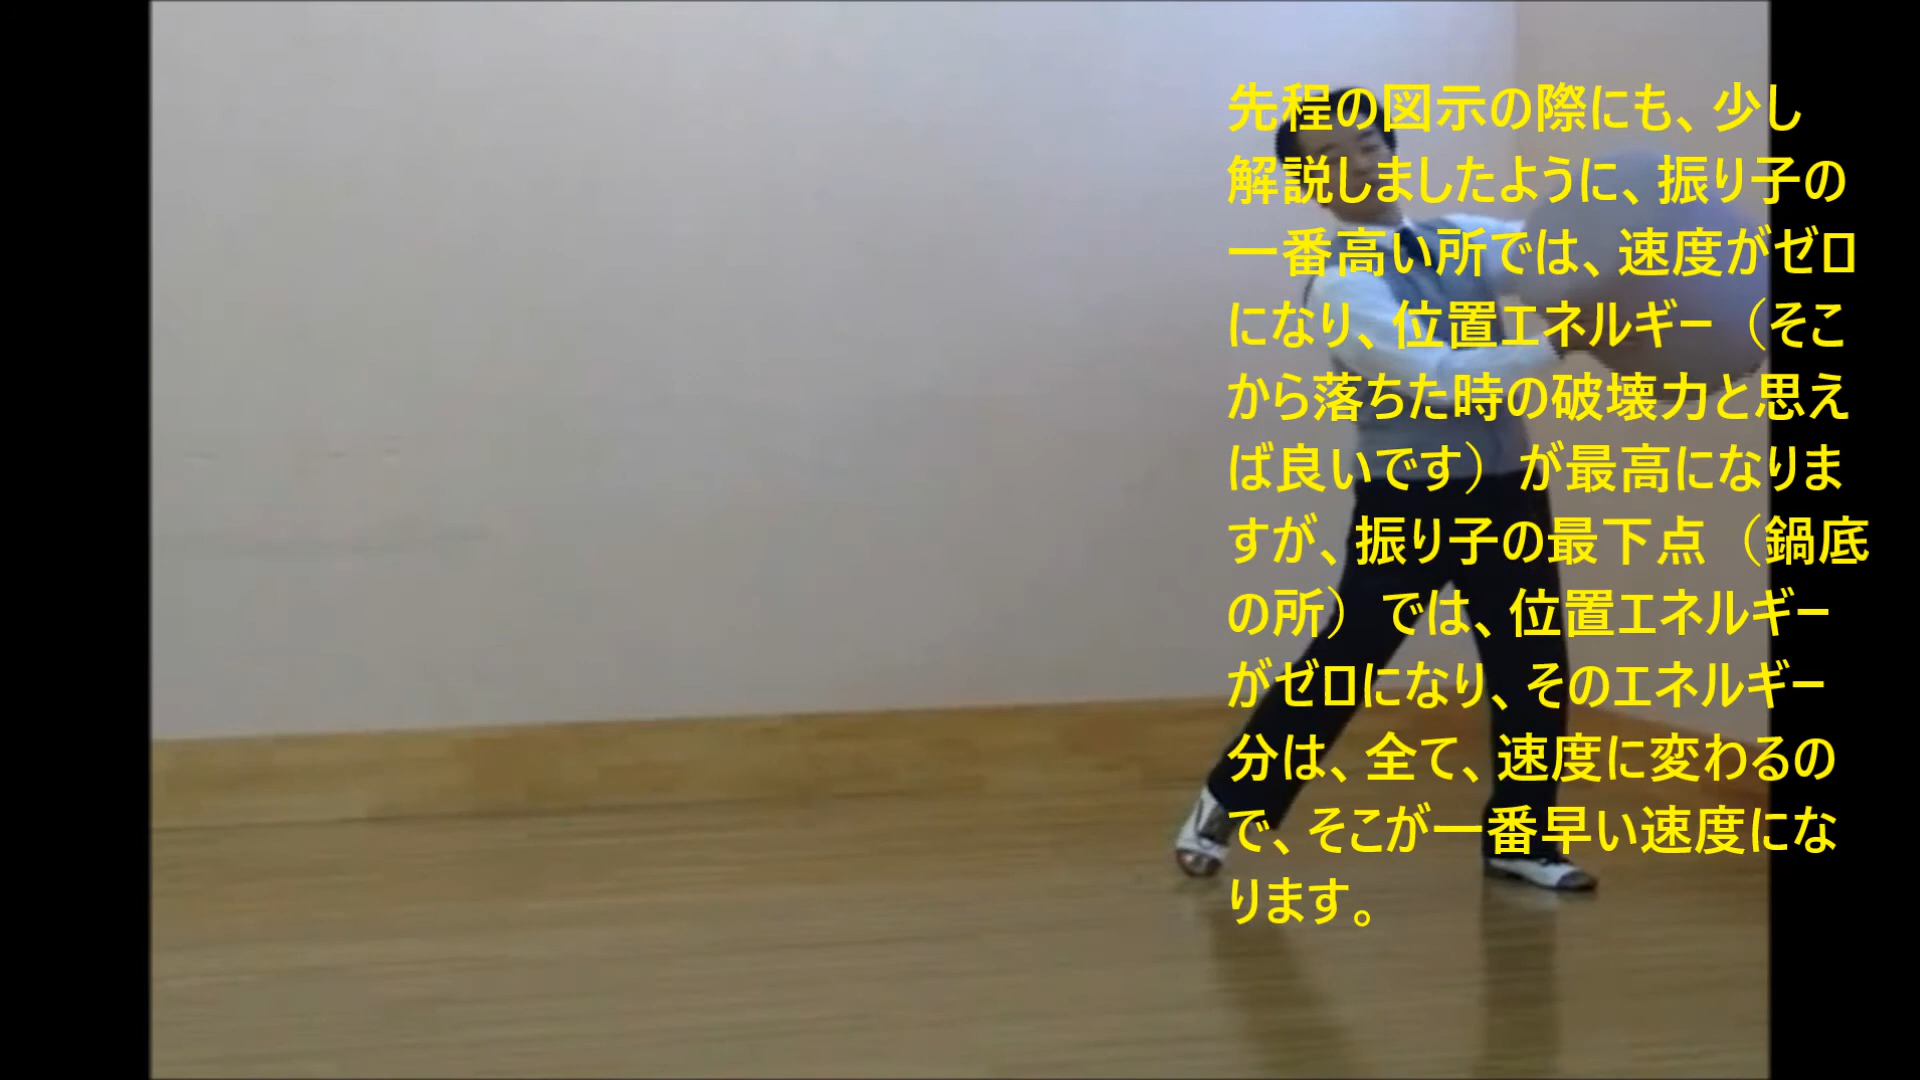 先程の図示の際にも、少し
解説しましたように、振り子の
一番高い所では、速度がゼロ
になり、位置エネルギー（そこ
から落ちた時の破壊力と思え
ば良いです）が最高になりま
すが、振り子の最下点（鍋底
の所）では、位置エネルギー
がゼロになり、そのエネルギー
分は、全て、速度に変わるの
で、そこが一番早い速度にな
ります。